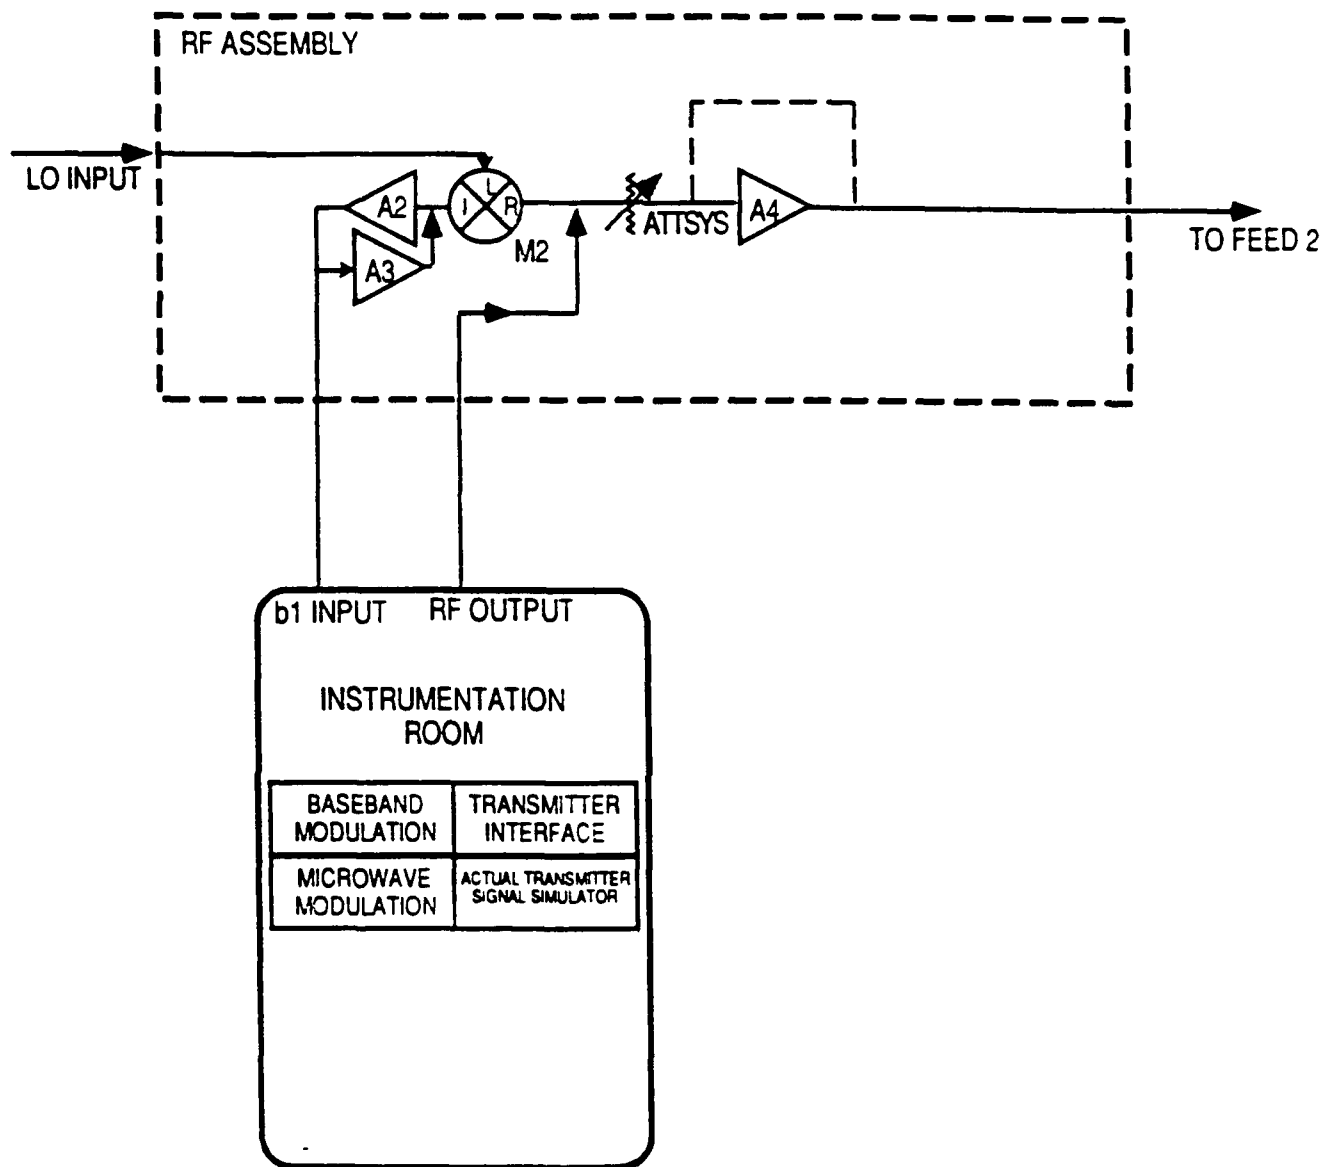 RF ASSEMBLY
LO INPUT
A2
I
L
R
M2
A3
ATTSYS
A4
TO FEED 2
b1 INPUT
RF OUTPUT
INSTRUMENTATION
ROOM
BASEBAND
MODULATION
TRANSMITTER
INTERFACE
MICROWAVE
MODULATION
ACTUAL TRANSMITTER
SIGNAL SIMULATOR